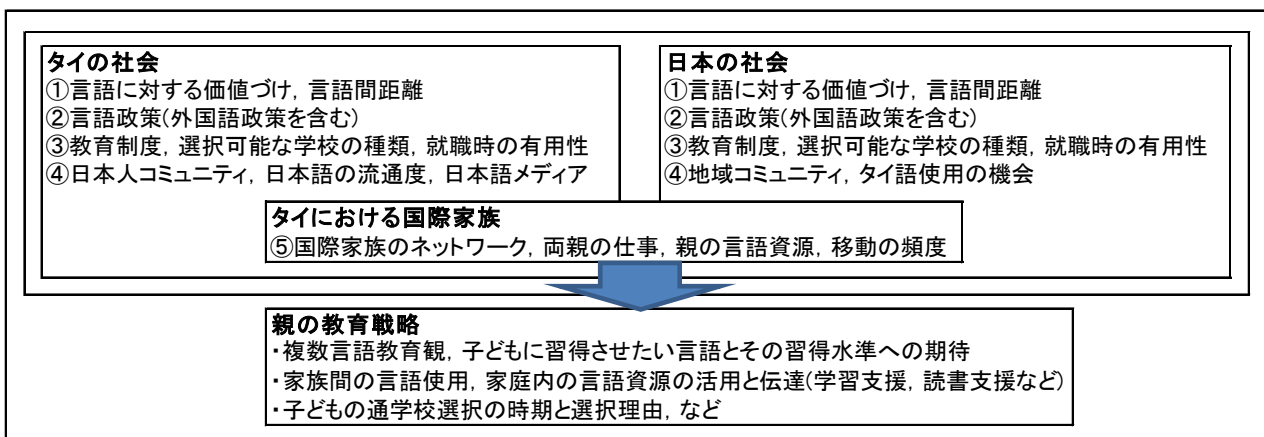 タイの社会
①言語に対する価値づけ, 言語間距離
②言語政策(外国語政策を含む)
③教育制度, 選択可能な学校の種類, 就職時の有用性
④日本人コミュニティ, 日本語の流通度, 日本語メディア
日本の社会
①言語に対する価値づけ, 言語間距離
②言語政策(外国語政策を含む)
③教育制度, 選択可能な学校の種類, 就職時の有用性
④地域コミュニティ, タイ語使用の機会
タイにおける国際家族
⑤国際家族のネットワーク, 両親の仕事, 親の言語資源, 移動の頻度
親の教育戦略
・複数言語教育観, 子どもに習得させたい言語とその習得水準への期待
・家族間の言語使用, 家庭内の言語資源の活用と伝達(学習支援, 読書支援など)
・子どもの通学校選択の時期と選択理由, など